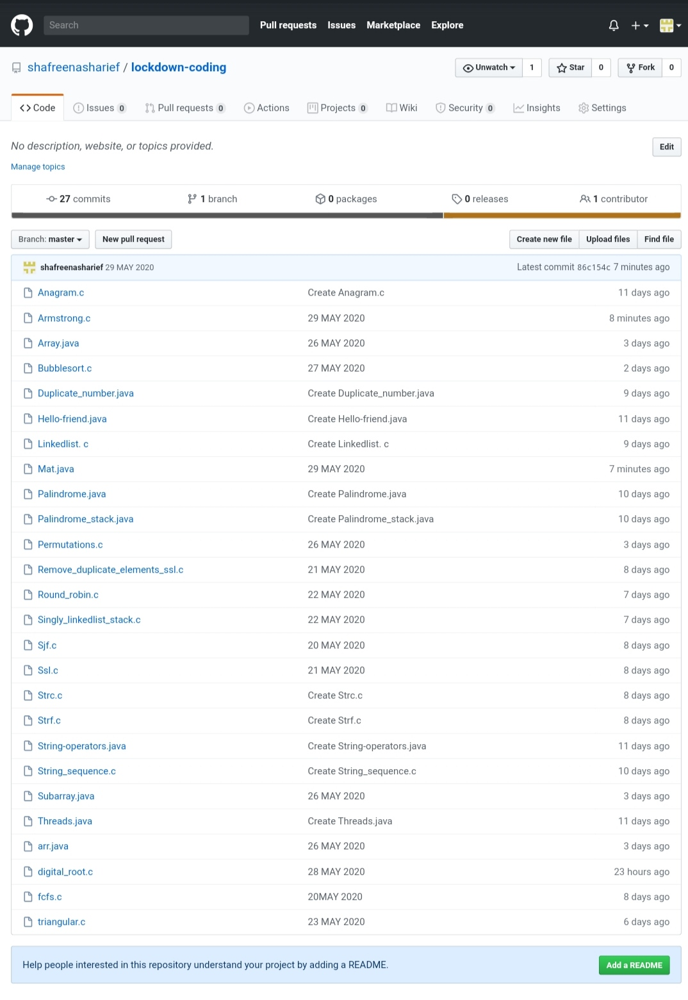 Search Pull requests Issues Marketplace Explore
shafreenasharief / lockdown-coding Unwatch 1 Star 0 Fork 0
Code Issues 0 Pull requests 0 Actions Projects 0 Wiki Security 0 Insights Settings
No description, website, or topics provided. Edit
Manage topics
27 commits 1 branch 0 packages 0 releases 1 contributor
Branch: master New pull request Create new file Upload files Find file
shafreenasharief 29 MAY 2020 Latest commit 86c154c 7 minutes ago
Anagram.c Create Anagram.c 11 days ago
Armstrong.c 29 MAY 2020 8 minutes ago
Array.java 26 MAY 2020 3 days ago
Bubblesort.c 27 MAY 2020 2 days ago
Duplicate_number.java Create Duplicate_number.java 9 days ago
Hello-friend.java Create Hello-friend.java 11 days ago
Linkedlist. c Create Linkedlist. c 9 days ago
Mat.java 29 MAY 2020 7 minutes ago
Palindrome.java Create Palindrome.java 10 days ago
Palindrome_stack.java Create Palindrome_stack.java 10 days ago
Permutations.c 26 MAY 2020 3 days ago
Remove_duplicate_elements_ssl.c 21 MAY 2020 8 days ago
Round_robin.c 22 MAY 2020 7 days ago
Singly_linkedlist_stack.c 22 MAY 2020 7 days ago
Sjf.c 20 MAY 2020 8 days ago
Ssl.c 21 MAY 2020 8 days ago
Strc.c Create Strc.c 8 days ago
Strf.c Create Strf.c 8 days ago
String-operators.java Create String-operators.java 11 days ago
String_sequence.c Create String_sequence.c 10 days ago
Subarray.java 26 MAY 2020 3 days ago
Threads.java Create Threads.java 11 days ago
arr.java 26 MAY 2020 3 days ago
digital_root.c 28 MAY 2020 23 hours ago
fcfs.c 20MAY 2020 8 days ago
triangular.c 23 MAY 2020 6 days ago
Help people interested in this repository understand your project by adding a README. Add a README